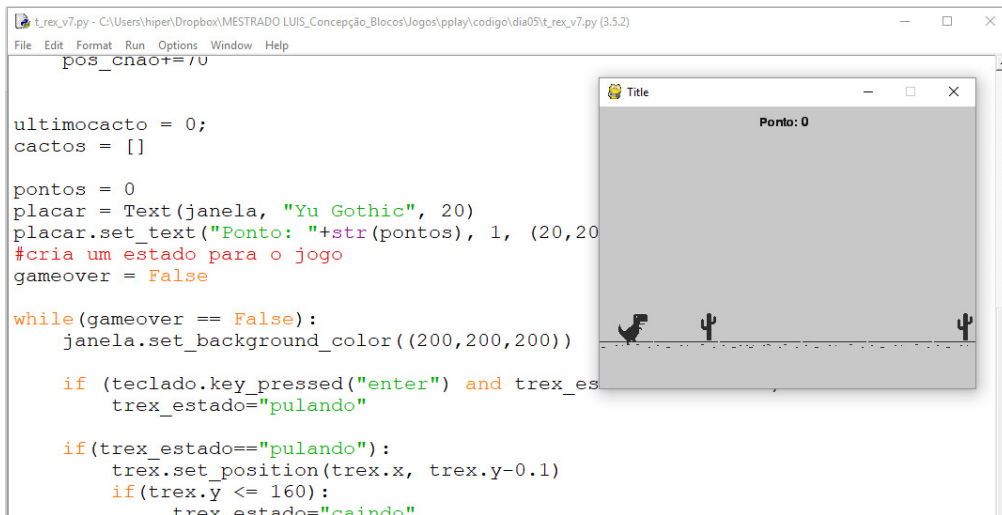 t_rex_v7.py - C:\Users\hiper\Dropbox\MESTRADO LUIS_Concepção_Blocos\Jogos\pplay\codigo\dia05\t_rex_v7.py (3.5.2)
File Edit Format Run Options Window Help
pos_chao+=70
Title
Ponto: 0
ultimocacto = 0;
cactos = []
pontos = 0
placar = Text(janela, "Yu Gothic", 20)
placar.set_text("Ponto: "+str(pontos), 1, (20,20
#cria um estado para o jogo
gameover = False
while(gameover == False):
janela.set_background_color((200,200,200))
if (teclado.key_pressed("enter") and trex_es
trex_estado="pulando"
if(trex_estado=="pulando"):
trex.set_position(trex.x, trex.y-0.1)
if(trex.y <= 160):
trex_estado="caindo"